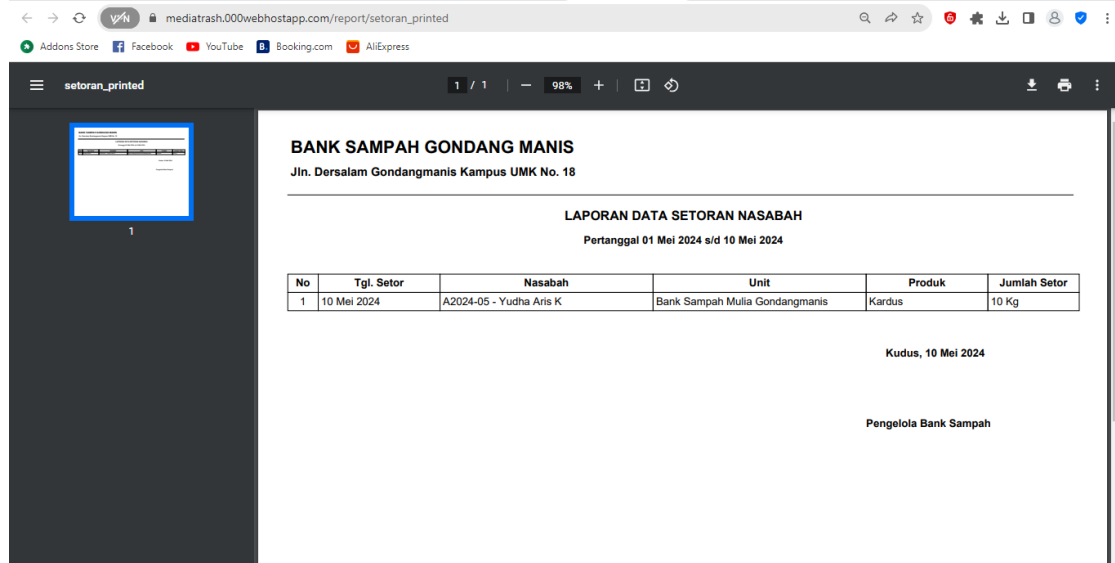 V/N
mediatrash.000webhostapp.com/report/setoran_printed
6
Addons Store Facebook YouTube B. Booking.com AliExpress
setoran_printed 1 / 1 98%
1
BANK SAMPAH GONDANG MANIS
Jln. Dersalam Gondangmanis Kampus UMK No. 18
LAPORAN DATA SETORAN NASABAH
Pertanggal 01 Mei 2024 s/d 10 Mei 2024
No Tgl. Setor Nasabah Unit Produk Jumlah Setor
1 10 Mei 2024 A2024-05 - Yudha Aris K Bank Sampah Mulia Gondangmanis Kardus 10 Kg
Kudus, 10 Mei 2024
Pengelola Bank Sampah